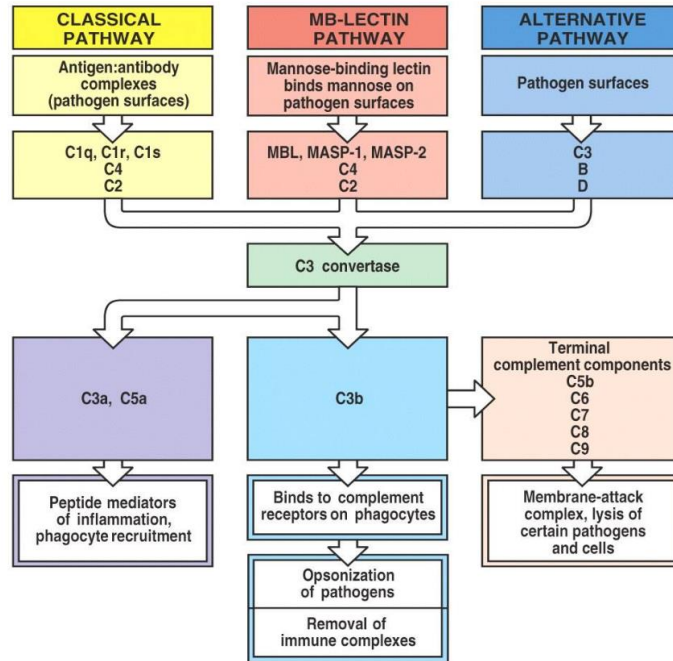 CLASSICAL
PATHWAY
MB-LECTIN
PATHWAY
ALTERNATIVE
PATHWAY
Antigen:antibody
complexes
(pathogen surfaces)
Mannose-binding lectin
binds mannose on
pathogen surfaces
Pathogen surfaces
C1q, C1r, C1s
C4
C2
MBL, MASP-1, MASP-2
C4
C2
C3
B
D
C3 convertase
C3a, C5a
C3b
Terminal
complement components
C5b
C6
C7
C8
C9
Peptide mediators
of inflammation,
phagocyte recruitment
Binds to complement
receptors on phagocytes
Membrane-attack
complex, lysis of
certain pathogens
and cells
Opsonization
of pathogens
Removal of
immune complexes